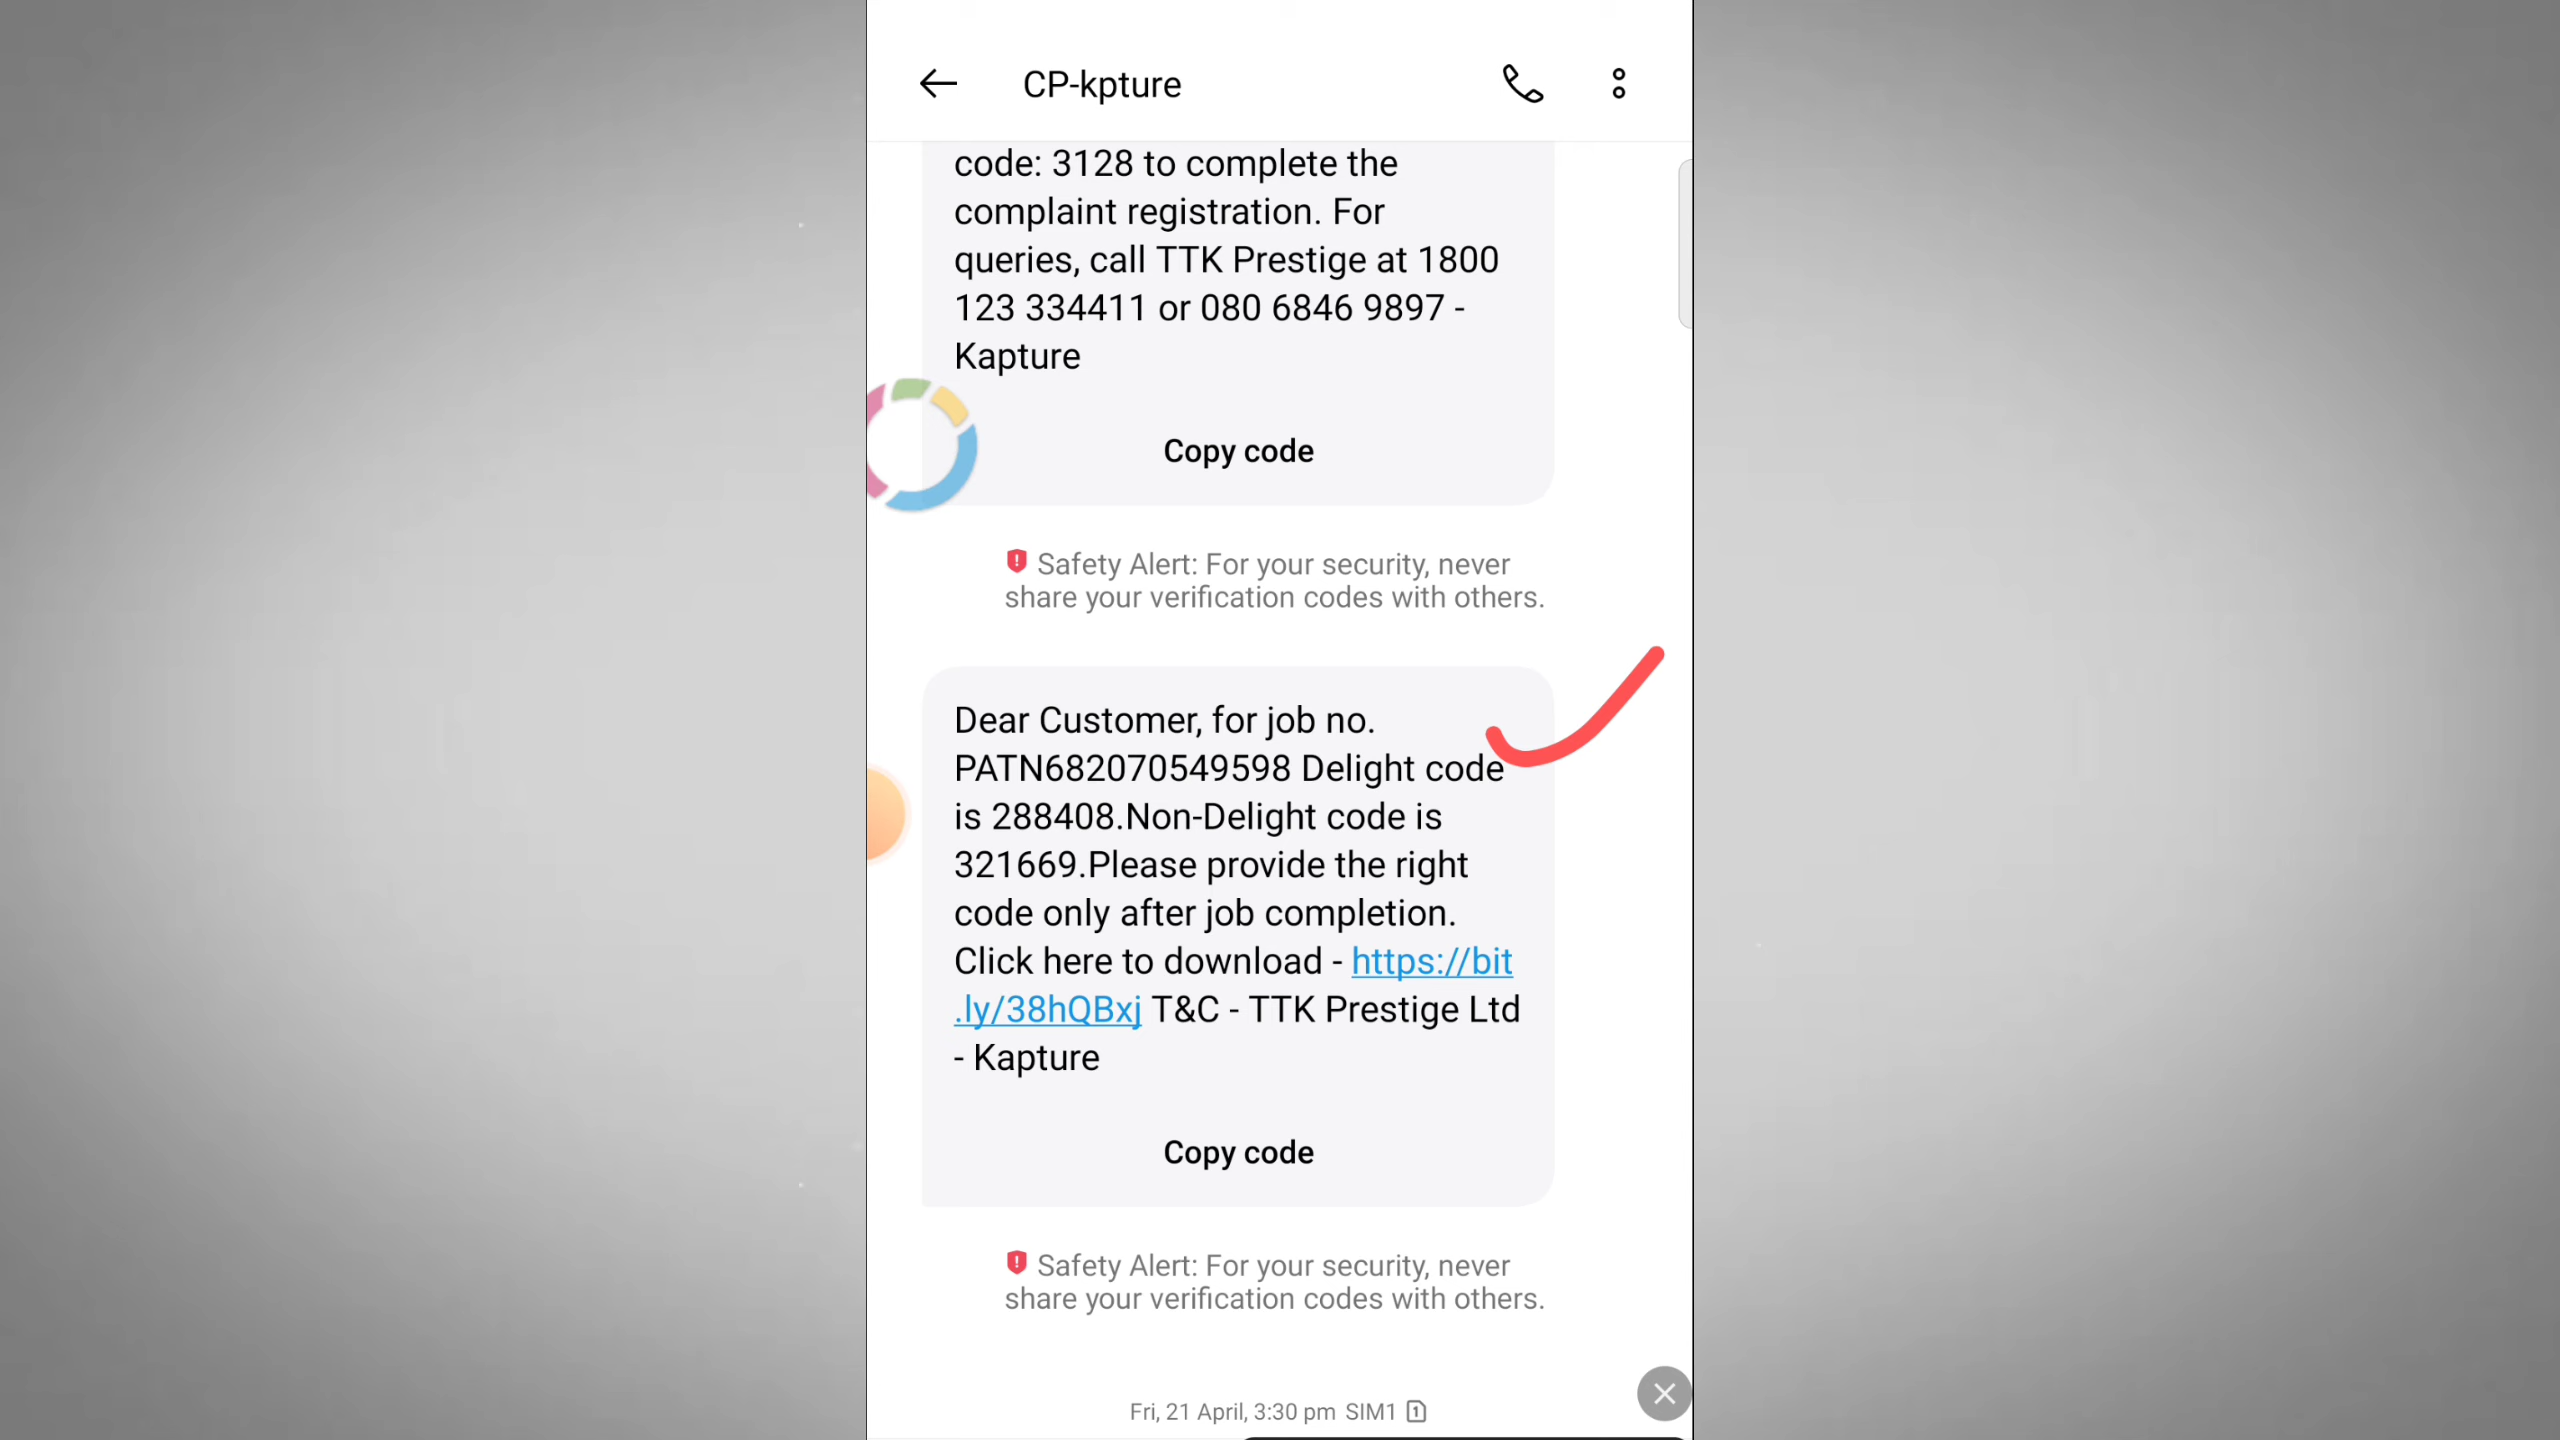 CP-kpture
code: 3128 to complete the
complaint registration. For
queries, call TTK Prestige at 1800
123 334411 or 080 6846 9897 -
Kapture
Copy code
Safety Alert: For your security, never
share your verification codes with others.
Dear Customer, for job no.
PATN682070549598 Delight code
is 288408.Non-Delight code is
321669.Please provide the right
code only after job completion.
Click here to download - https://bit
.ly/38hQBxj T&C - TTK Prestige Ltd
- Kapture
Copy code
Safety Alert: For your security, never
share your verification codes with others.
Fri, 21 April, 3:30 pm SIM1 1